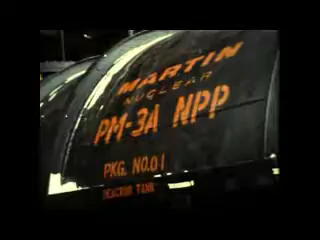 MARTIN
NUCLEAR
PM-3A NPP
PKG. NO.01
REACTOR TANK